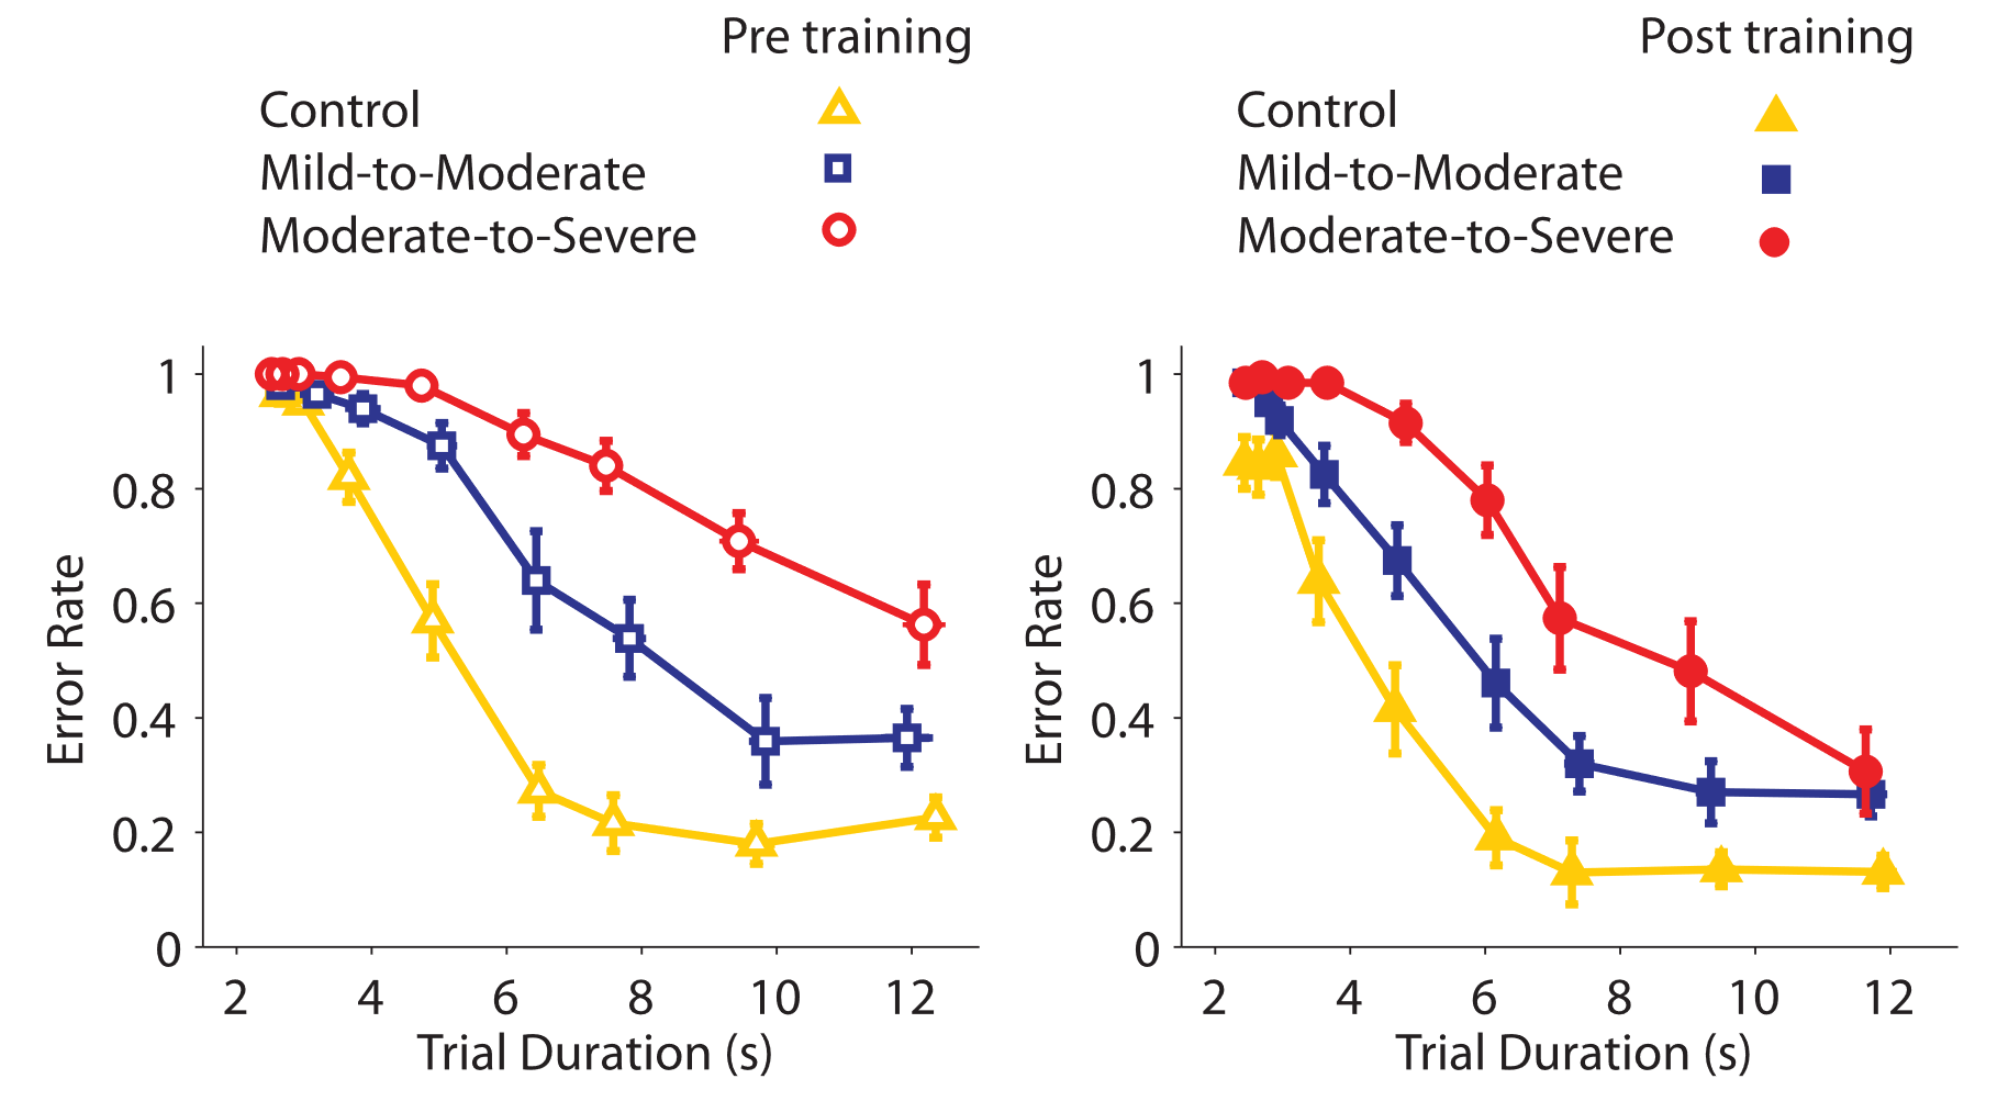 Pre training
Control
Mild-to-Moderate
Moderate-to-Severe
Error Rate
1
0.8
0.6
0.4
0.2
0
2 4 6 8 10 12
Trial Duration (s)
Post training
Control
Mild-to-Moderate
Moderate-to-Severe
Error Rate
1
0.8
0.6
0.4
0.2
0
2 4 6 8 10 12
Trial Duration (s)